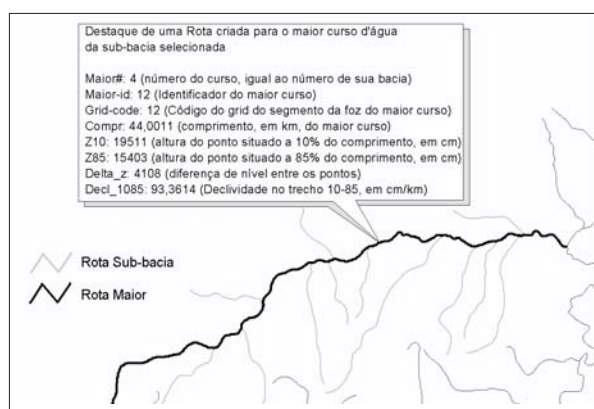 Destaque de uma Rota criada para o maior curso d'água
da sub-bacia selecionada
Maior#: 4 (número do curso, igual ao número de sua bacia)
Maior-id: 12 (Identificador do maior curso)
Grid-code: 12 (Código do grid do segmento da foz do maior curso)
Compr: 44,0011 (comprimento, em km, do maior curso)
Z10: 19511 (altura do ponto situado a 10% do comprimento, em cm)
Z85: 15403 (altura do ponto situado a 85% do comprimento, em cm)
Delta_z: 4108 (diferença de nível entre os pontos)
Decl_1085: 93,3614 (Declividade no trecho 10-85, em cm/km)
Rota Sub-bacia
Rota Maior